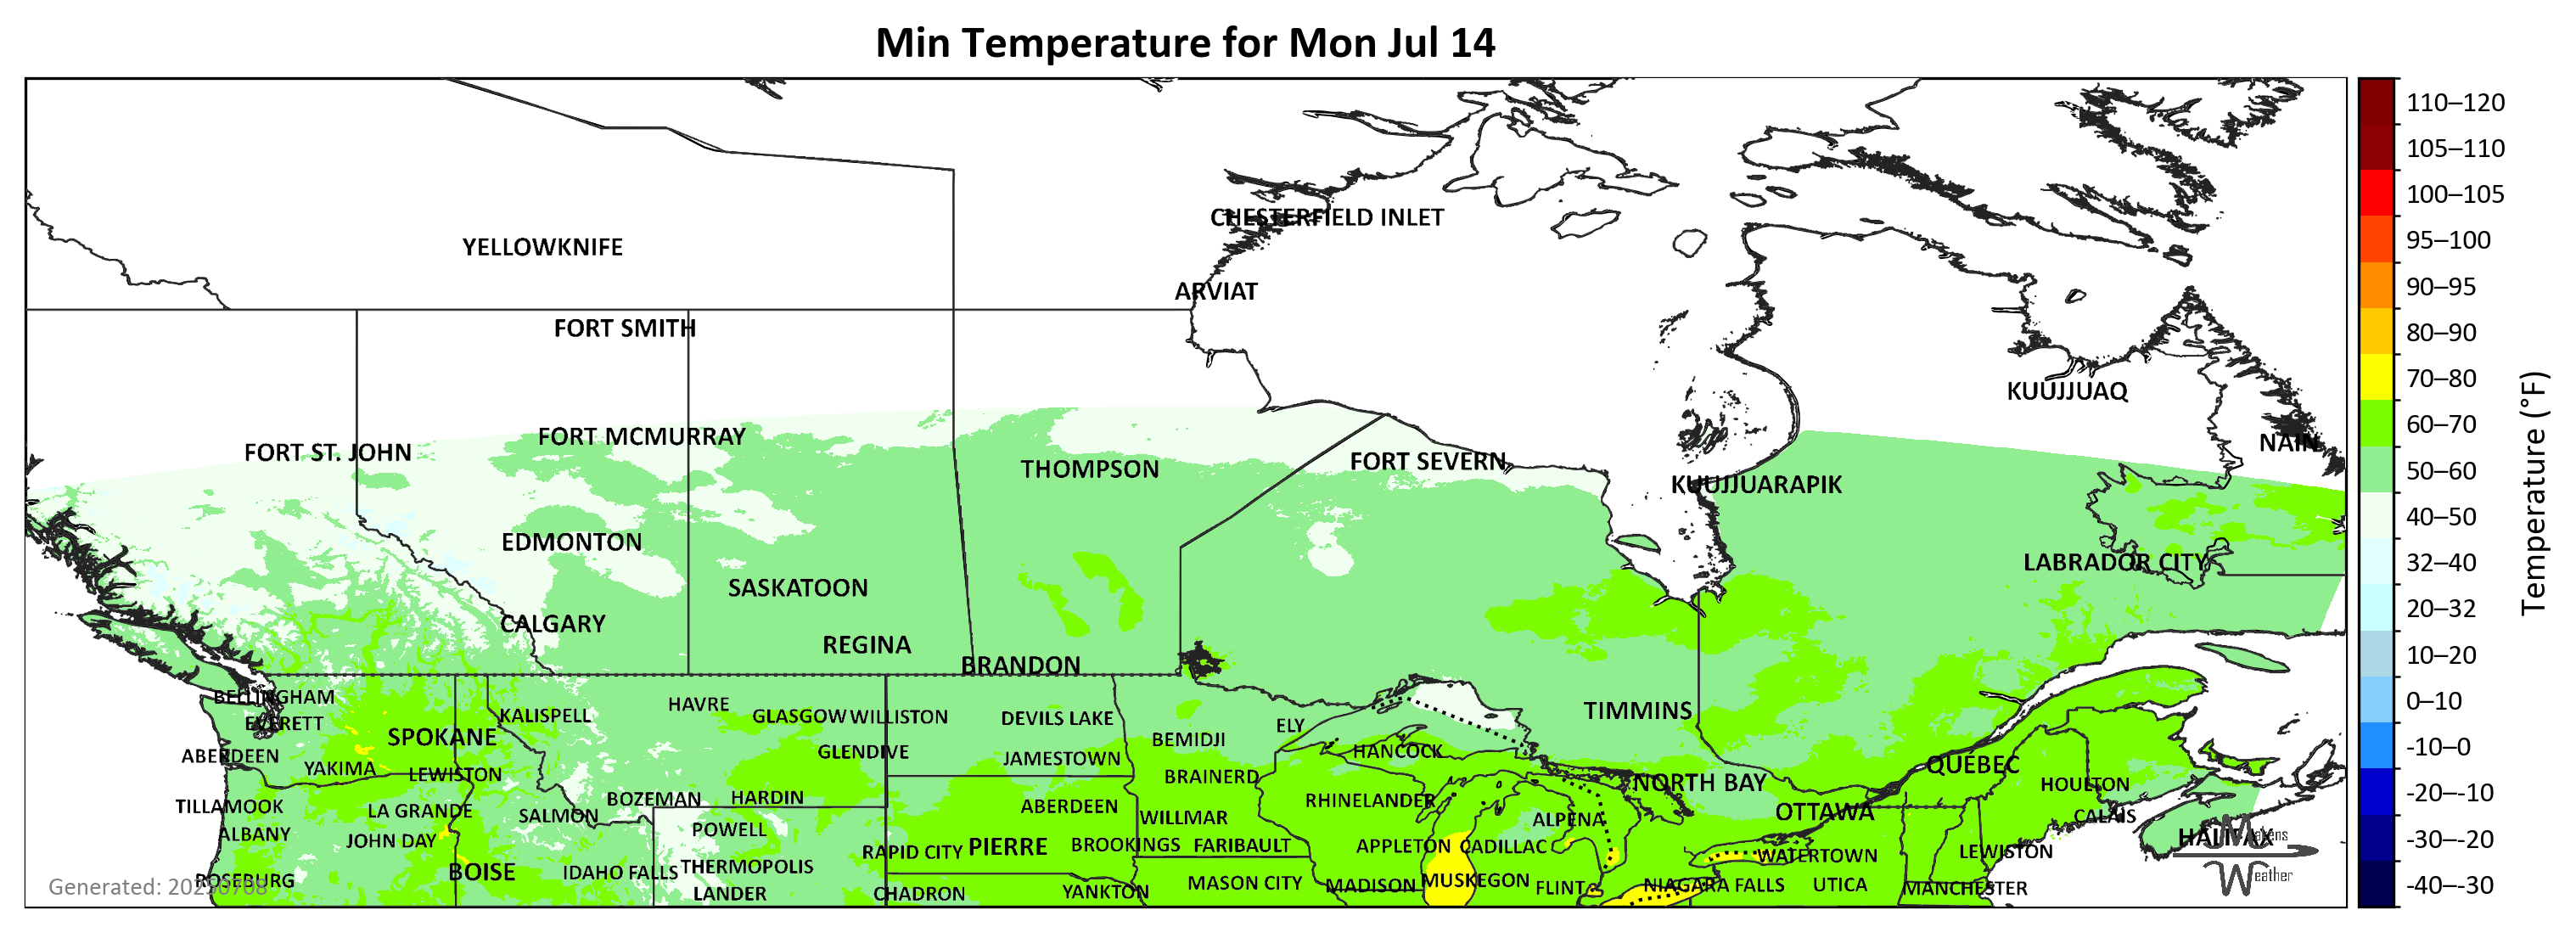 Min Temperature for Mon Jul 14
110–120
105–110
100–105
95–100
90–95
80–90
70–80
60–70
50–60
40–50
32–40
20–32
10–20
0–10
-10–0
-20–-10
-30–-20
-40–-30
Temperature (°F)
CHESTERFIELD INLET
YELLOWKNIFE
ARVIAT
FORT SMITH
KUUJJUAQ
FORT MCMURRAY
NAIN
FORT ST. JOHN
FORT SEVERN
THOMPSON
KUUJJUARAPIK
EDMONTON
LABRADOR CITY
SASKATOON
CALGARY
REGINA
BRANDON
BELLINGHAM
HAVRE
TIMMINS
KALISPELL
GLASGOW
WILLISTON
DEVILS LAKE
EVERETT
ELY
SPOKANE
BEMIDJI
HANCOCK
ABERDEEN
GLENDIVE
JAMESTOWN
QUÉBEC
YAKIMA
LEWISTON
BRAINERD
NORTH BAY
HOULTON
BOZEMAN
HARDIN
RHINELANDER
TILLAMOOK
LA GRANDE
ABERDEEN
OTTAWA
SALMON
WILLMAR
ALPENA
CALAIS
ALBANY
POWELL
HALIFAX
Makens
JOHN DAY
RAPID CITY
PIERRE
BROOKINGS
FARIBAULT
APPLETON
CADILLAC
WATERTOWN
LEWISTON
BOISE
IDAHO FALLS
THERMOPOLIS
Weather
ROSEBURG
MUSKEGON
MASON CITY
MADISON
FLINT
NIAGARA FALLS
UTICA
MANCHESTER
Generated: 20250708
LANDER
CHADRON
YANKTON